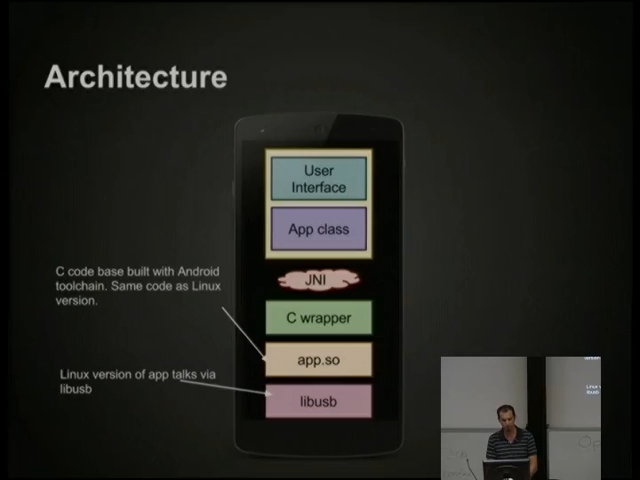 Architecture
User
Interface
App class
JNI
C code base built with Android
toolchain. Same code as Linux
version.
C wrapper
app.so
Linux version of app talks via
libusb
libusb